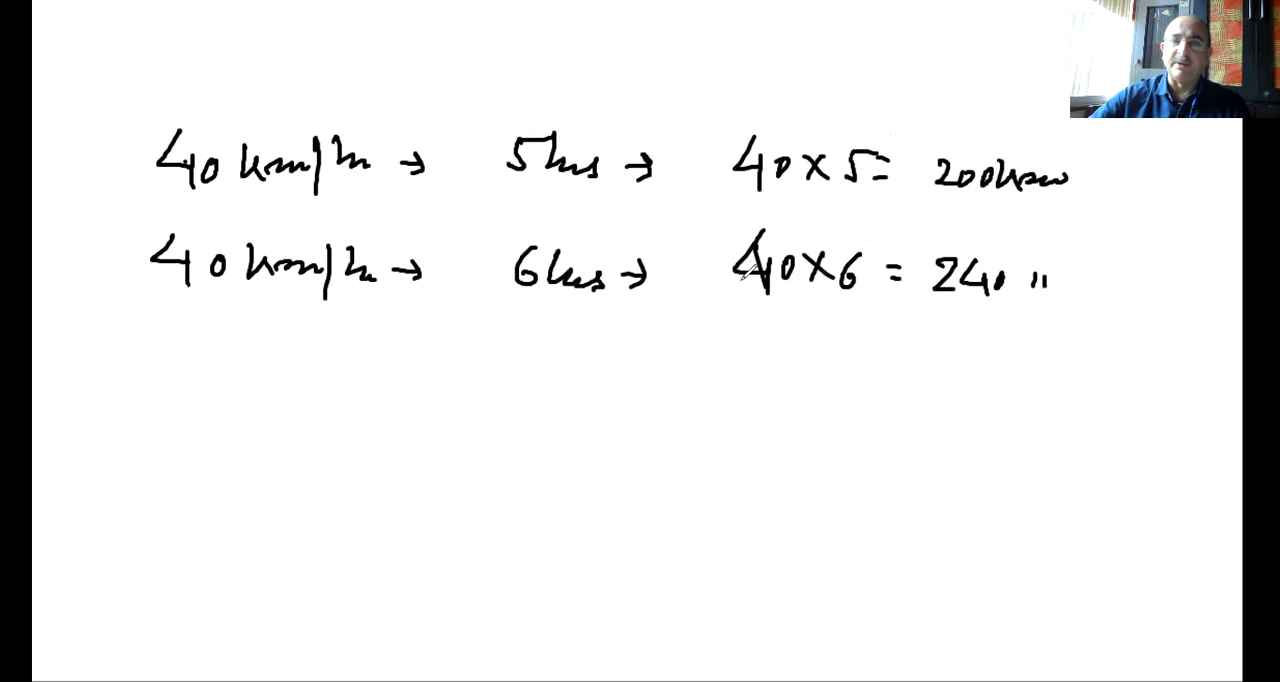 40 km/h → 5hrs → 40 x 5 = 200km
40 km/h → 6hrs → 40 x 6 = 240 "